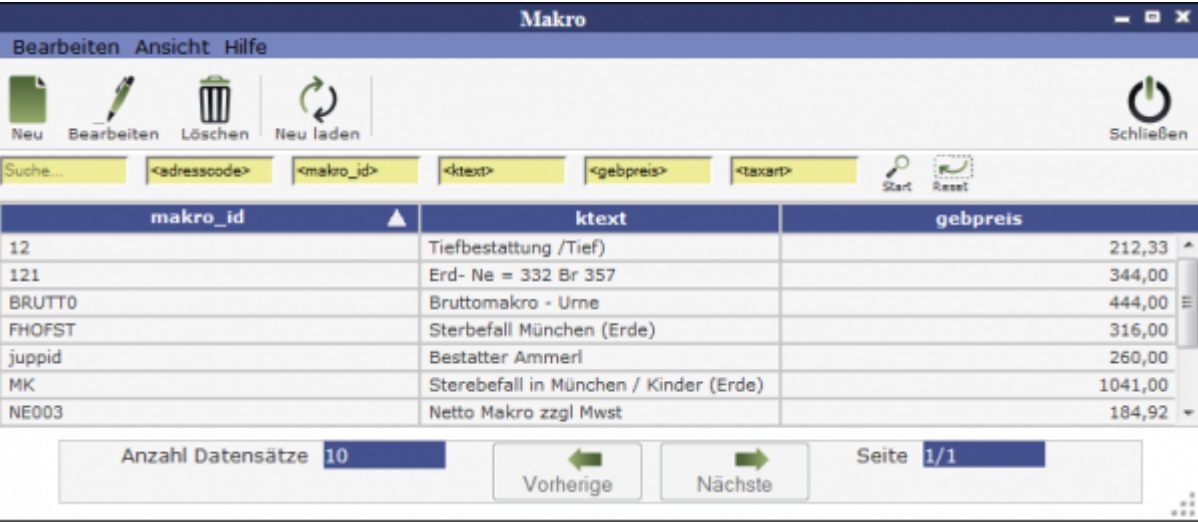 Makro
Bearbeiten Ansicht Hilfe
Neu Bearbeiten Löschen Neu laden Schließen
Suche... <adresscode> <makro_id> <ktext> <gebpreis> <taxart> Start Reset
makro_id ktext gebpreis
12 Tiefbestattung /Tief) 212,33
121 Erd- Ne = 332 Br 357 344,00
BRUTTO Bruttomakro - Urne 444,00
FHOFST Sterbefall München (Erde) 316,00
juppid Bestatter Ammerl 260,00
MK Sterebefall in München / Kinder (Erde) 1041,00
NE003 Netto Makro zzgl Mwst 184,92
Anzahl Datensätze 10 Vorherige Nächste Seite 1/1